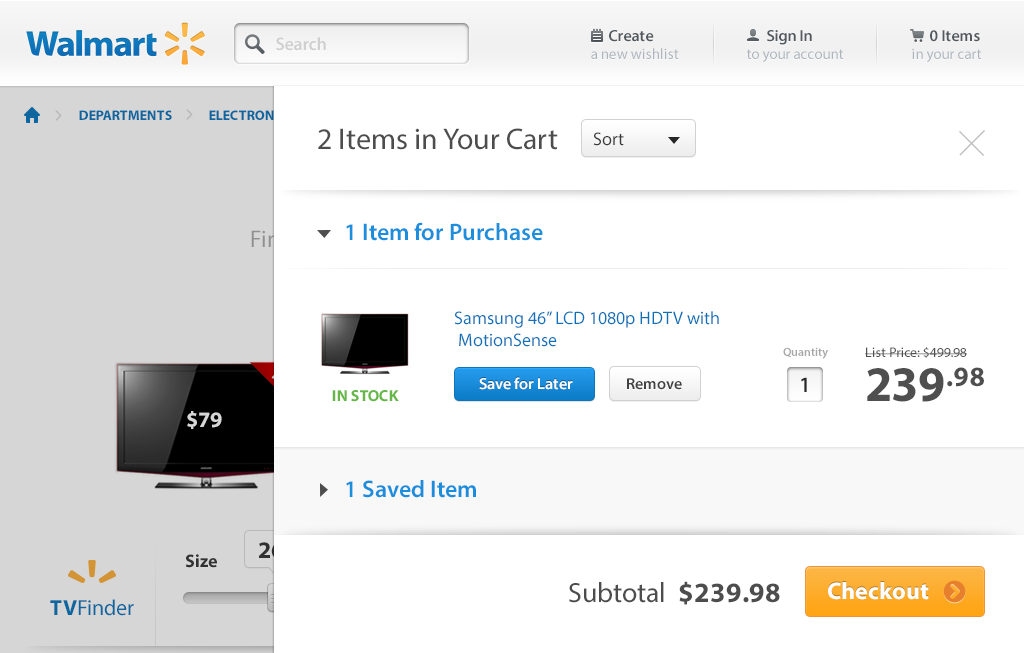 Walmart
Search
Create
a new wishlist
Sign In
to your account
0 Items
in your cart
DEPARTMENTS
ELECTRON
2 Items in Your Cart
Sort
Fir
1 Item for Purchase
Samsung 46” LCD 1080p HDTV with
MotionSense
Quantity
List Price: $499.98
IN STOCK
Save for Later
Remove
1
239.98
$79
1 Saved Item
Size
TVFinder
Subtotal $239.98
Checkout